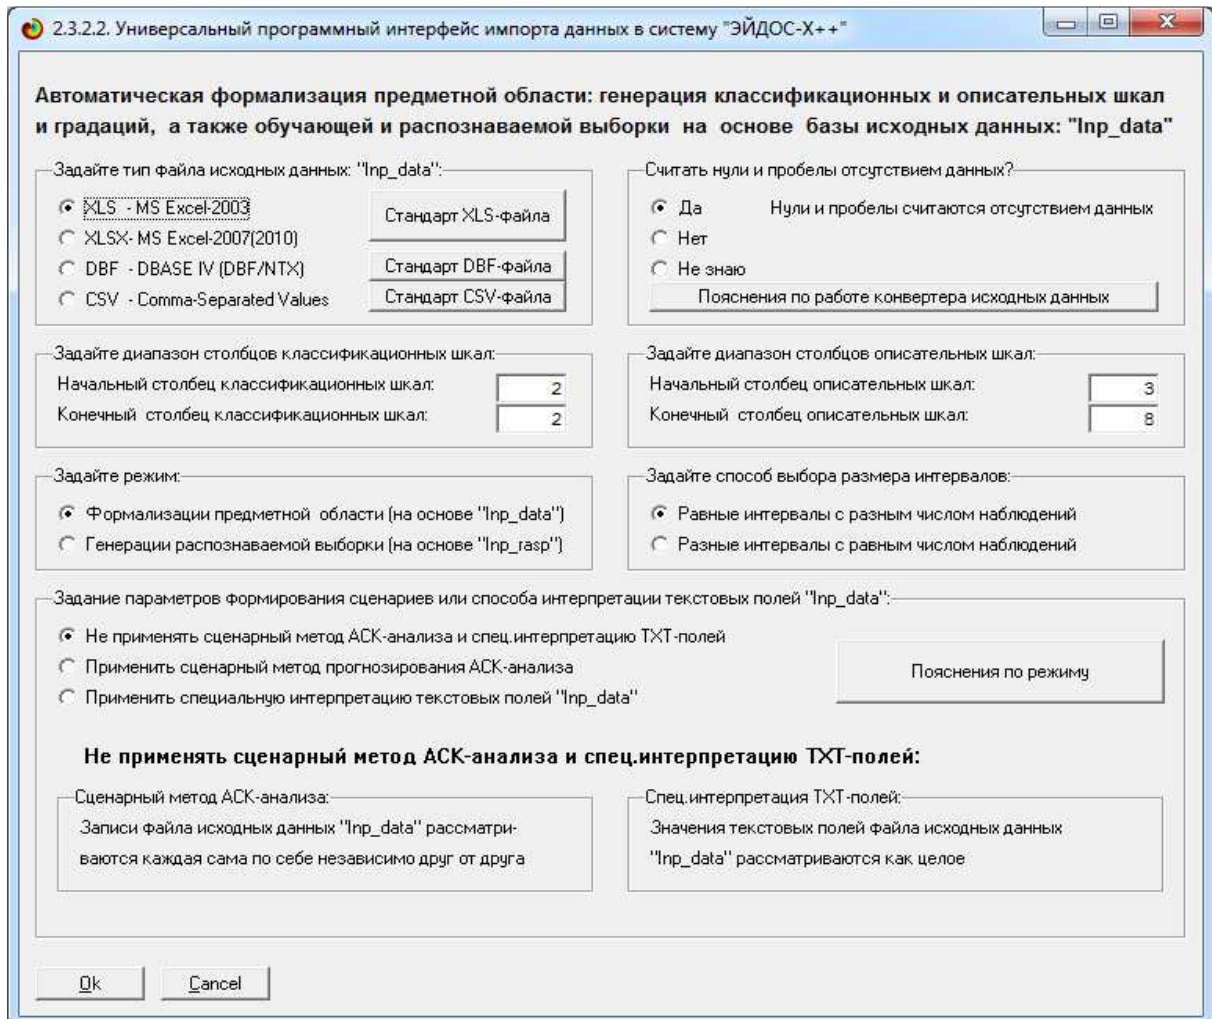 2.3.2.2. Универсальный программный интерфейс импорта данных в систему "ЭЙДОС-X++"
Автоматическая формализация предметной области: генерация классификационных и описательных шкал
и градаций, а также обучающей и распознаваемой выборки на основе базы исходных данных: "Inp_data"
Задайте тип файла исходных данных: "Inp_data":
XLS - MS Excel-2003
XLSX- MS Excel-2007(2010)
DBF - DBASE IV (DBF/NTX)
CSV - Comma-Separated Values
Стандарт XLS-файла
Стандарт DBF-файла
Стандарт CSV-файла
Считать нули и пробелы отсутствием данных?
Да Нули и пробелы считаются отсутствием данных
Нет
Не знаю
Пояснения по работе конвертера исходных данных
Задайте диапазон столбцов классификационных шкал:
Начальный столбец классификационных шкал: 2
Конечный столбец классификационных шкал: 2
Задайте диапазон столбцов описательных шкал:
Начальный столбец описательных шкал: 3
Конечный столбец описательных шкал: 8
Задайте режим:
Формализации предметной области (на основе "Inp_data")
Генерации распознаваемой выборки (на основе "Inp_rasp")
Задайте способ выбора размера интервалов:
Равные интервалы с разным числом наблюдений
Разные интервалы с равным числом наблюдений
Задание параметров формирования сценариев или способа интерпретации текстовых полей "Inp_data":
Не применять сценарный метод АСК-анализа и спец.интерпретацию TXT-полей
Применить сценарный метод прогнозирования АСК-анализа
Применить специальную интерпретацию текстовых полей "Inp_data"
Пояснения по режиму
Не применять сценарный метод АСК-анализа и спец.интерпретацию TXT-полей:
Сценарный метод АСК-анализа:
Записи файла исходных данных "Inp_data" рассматри-
ваются каждая сама по себе независимо друг от друга
Спец.интерпретация TXT-полей:
Значения текстовых полей файла исходных данных
"Inp_data" рассматриваются как целое
Ok
Cancel